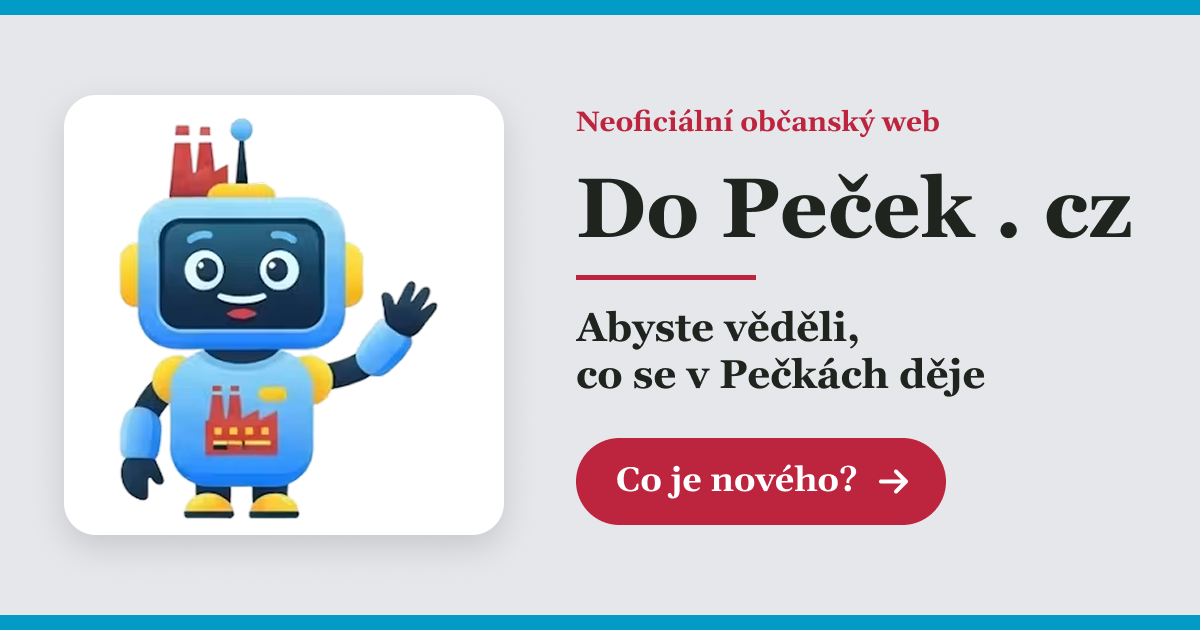 Neoficiální občanský web
Do Peček . cz
Abyste věděli,
co se v Pečkách děje
Co je nového? →